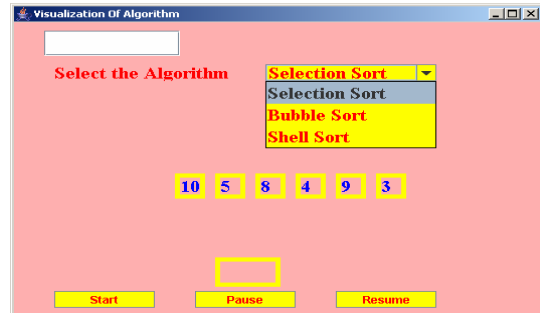 Visualization Of Algorithm
Select the Algorithm Selection Sort
Selection Sort
Bubble Sort
Shell Sort
10 5 8 4 9 3
Start Pause Resume